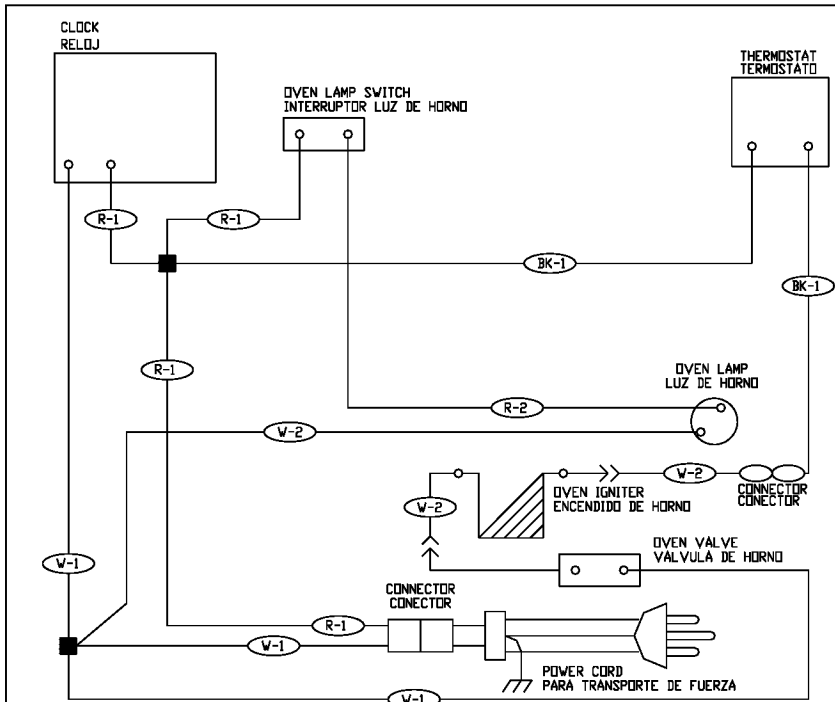 CLOCK
RELOJ
OVEN LAMP SWITCH
INTERRUPTOR LUZ DE HORNO
THERMOSTAT
TERMOSTATO
R-1
R-1
BK-1
BK-1
R-1
OVEN LAMP
LUZ DE HORNO
R-2
W-2
W-2
CONNECTOR
CONECTOR
OVEN IGNITER
ENCENDIDO DE HORNO
W-2
OVEN VALVE
VALVULA DE HORNO
W-1
CONNECTOR
CONECTOR
R-1
W-1
POWER CORD
PARA TRANSPORTE DE FUERZA
W-1